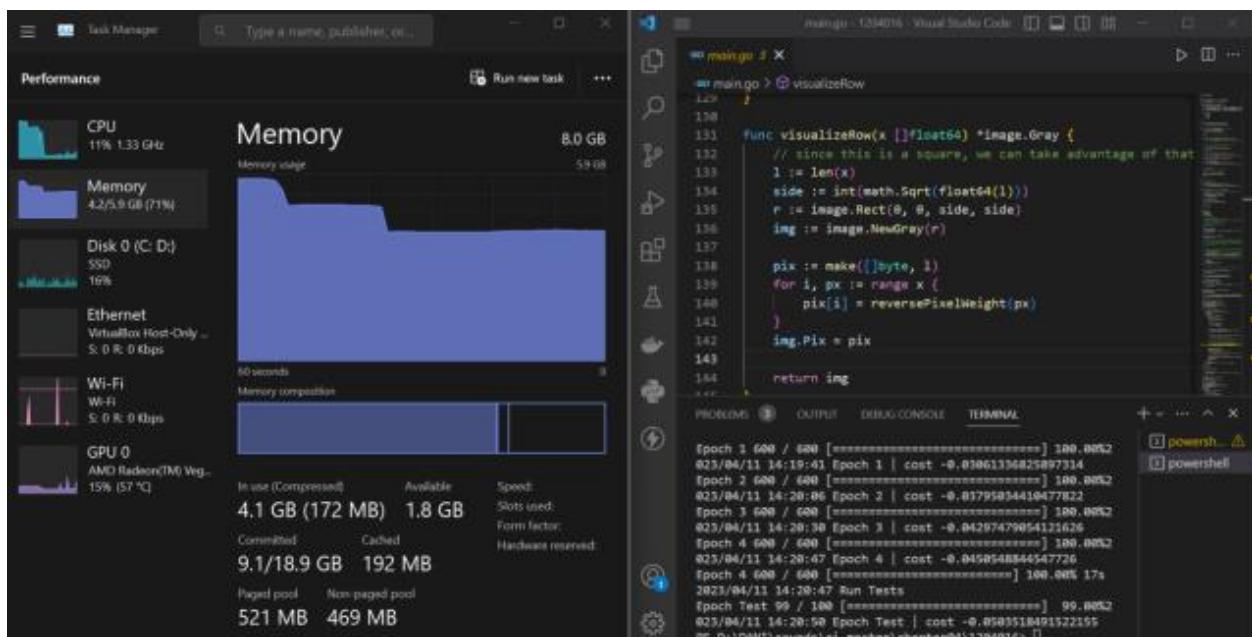 Task Manager
Type a name, publisher, or...
Performance
Run new task
CPU
11% 1.33 GHz
Memory
4.2/5.9 GB (71%)
Disk 0 (C: D:)
SSD
16%
Ethernet
VirtualBox Host-Only ...
S: 0 R: 0 Kbps
Wi-Fi
Wi-Fi
S: 0 R: 0 Kbps
GPU 0
AMD Radeon(TM) Veg...
15% (57 °C)
Memory
8.0 GB
Memory usage
5.9 GB
60 seconds
0
Memory composition
In use (Compressed)
Available
Speed:
4.1 GB (172 MB)
1.8 GB
Slots used:
Form factor:
Committed
Cached
Hardware reserved:
9.1/18.9 GB
192 MB
Paged pool
Non-paged pool
521 MB
469 MB
main.go - 1204016 - Visual Studio Code
main.go 3
main.go > visualizeRow
129 }
130
131 func visualizeRow(x []float64) *image.Gray {
132 // since this is a square, we can take advantage of that
133 l := len(x)
134 side := int(math.Sqrt(float64(l)))
135 r := image.Rect(0, 0, side, side)
136 img := image.NewGray(r)
137
138 pix := make([]byte, l)
139 for i, px := range x {
140 pix[i] = reversePixelWeight(px)
141 }
142 img.Pix = pix
143
144 return img
PROBLEMS 3 OUTPUT DEBUG CONSOLE TERMINAL
powersh...
powershell
Epoch 1 600 / 600 [================================] 100.00%2
023/04/11 14:19:41 Epoch 1 | cost -0.03061336825097314
Epoch 2 600 / 600 [================================] 100.00%2
023/04/11 14:20:06 Epoch 2 | cost -0.03795034410477822
Epoch 3 600 / 600 [================================] 100.00%2
023/04/11 14:20:30 Epoch 3 | cost -0.04297479054121626
Epoch 4 600 / 600 [================================] 100.00%2
023/04/11 14:20:47 Epoch 4 | cost -0.0450548844547726
Epoch 4 600 / 600 [============================] 100.00% 17s
2023/04/11 14:20:47 Run Tests
Epoch Test 99 / 100 [==============================] 99.00%2
023/04/11 14:20:50 Epoch Test | cost -0.0503518491522155